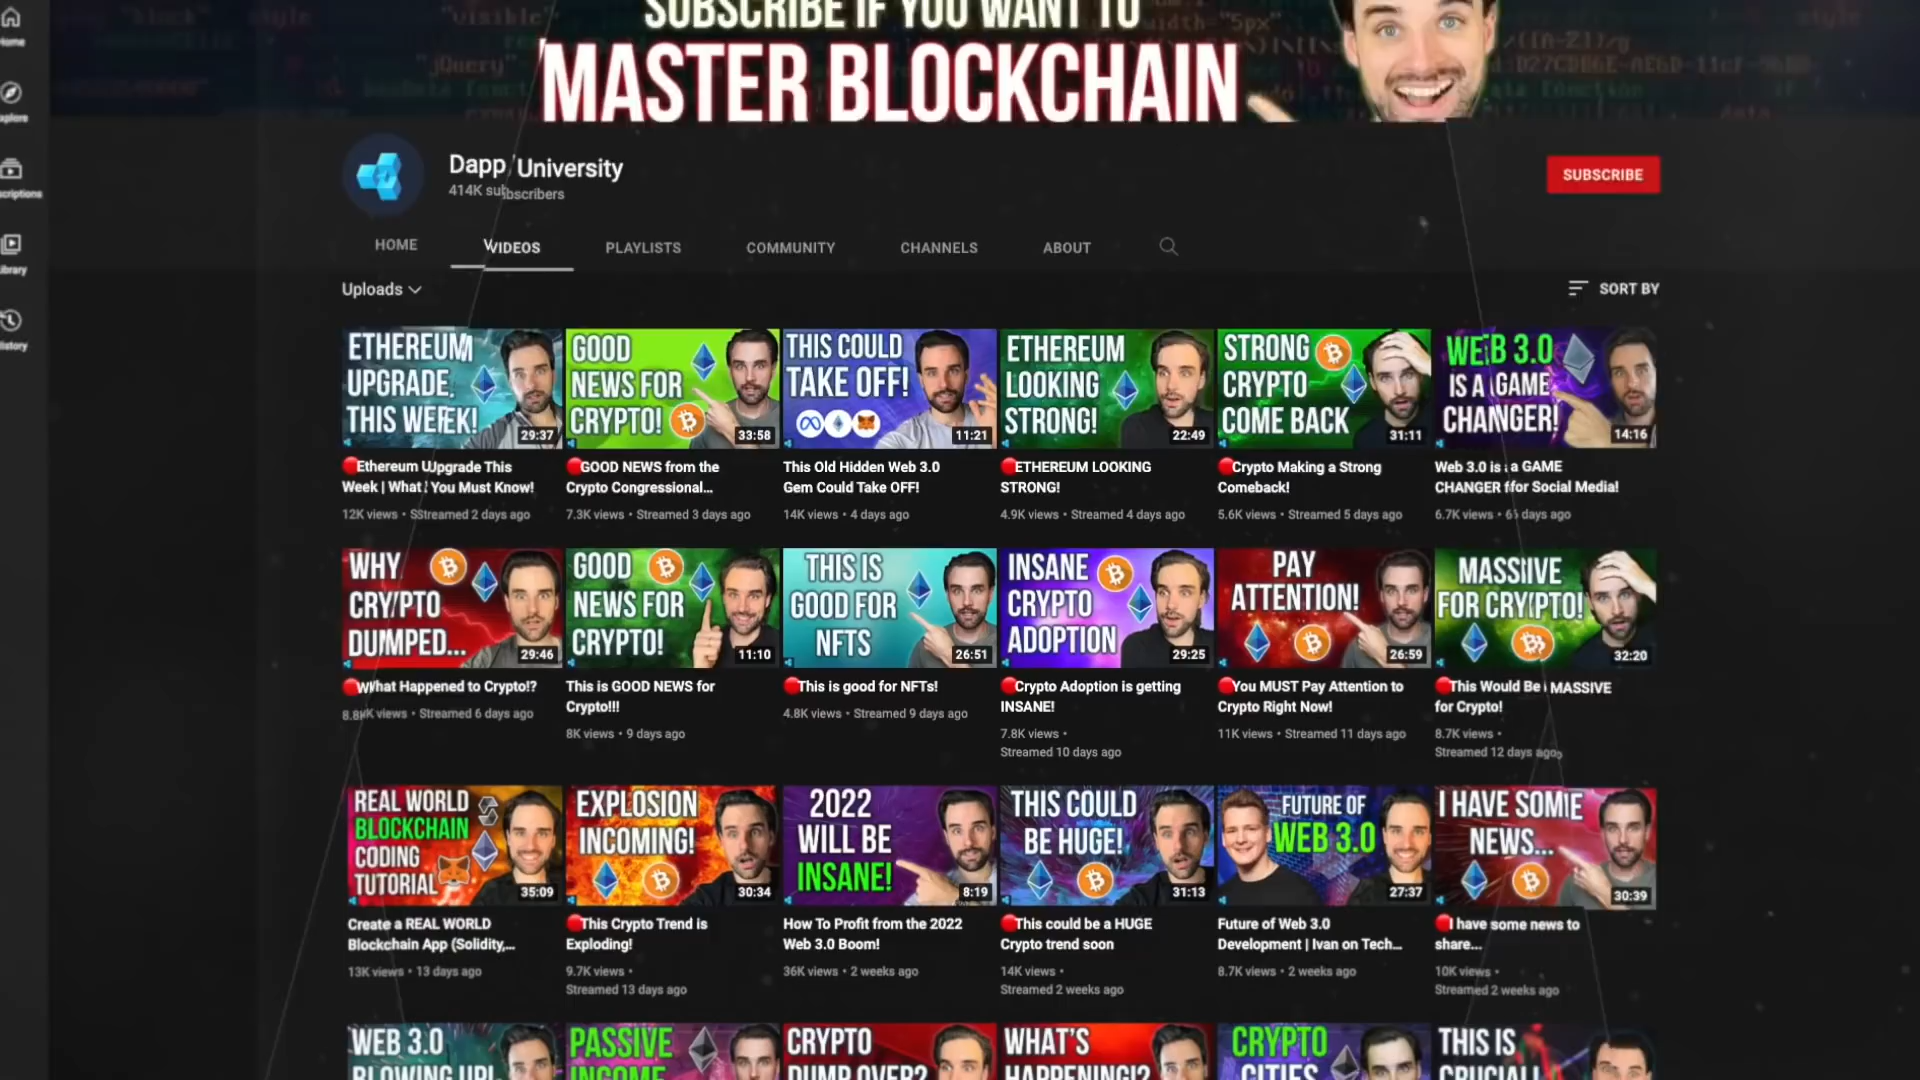 SUBSCRIBE IF YOU WANT TO
MASTER BLOCKCHAIN
Dapp University
414K subscribers
SUBSCRIBE
HOME VIDEOS PLAYLISTS COMMUNITY CHANNELS ABOUT
Uploads
SORT BY
ETHEREUM UPGRADE THIS WEEK! 29:37
GOOD NEWS FOR CRYPTO! 33:58
THIS COULD TAKE OFF! 11:21
ETHEREUM LOOKING STRONG! 22:49
STRONG CRYPTO COME BACK 31:11
WEB 3.0 IS A GAME CHANGER! 14:16
Ethereum Upgrade This
Week | What You Must Know!
12K views • Streamed 2 days ago
GOOD NEWS from the
Crypto Congressional...
7.3K views • Streamed 3 days ago
This Old Hidden Web 3.0
Gem Could Take OFF!
14K views • 4 days ago
ETHEREUM LOOKING
STRONG!
4.9K views • Streamed 4 days ago
Crypto Making a Strong
Comeback!
5.6K views • Streamed 5 days ago
Web 3.0 is a GAME
CHANGER for Social Media!
6.7K views • 6 days ago
WHY CRYPTO DUMPED... 29:46
GOOD NEWS FOR CRYPTO! 11:10
THIS IS GOOD FOR NFTS 26:51
INSANE CRYPTO ADOPTION 29:25
PAY ATTENTION! 26:59
MASSIVE FOR CRYPTO! 32:20
What Happened to Crypto!?
8.8K views • Streamed 6 days ago
This is GOOD NEWS for
Crypto!!!
8K views • 9 days ago
This is good for NFTs!
4.8K views • Streamed 9 days ago
Crypto Adoption is getting
INSANE!
7.8K views •
Streamed 10 days ago
You MUST Pay Attention to
Crypto Right Now!
11K views • Streamed 11 days ago
This Would Be MASSIVE
for Crypto!
8.7K views •
Streamed 12 days ago
REAL WORLD BLOCKCHAIN CODING TUTORIAL 35:09
EXPLOSION INCOMING! 30:34
2022 WILL BE INSANE! 8:19
THIS COULD BE HUGE! 31:13
FUTURE OF WEB 3.0 27:37
I HAVE SOME NEWS... 30:39
Create a REAL WORLD
Blockchain App (Solidity,...
13K views • 13 days ago
This Crypto Trend is
Exploding!
9.7K views •
Streamed 13 days ago
How To Profit from the 2022
Web 3.0 Boom!
36K views • 2 weeks ago
This could be a HUGE
Crypto trend soon
14K views •
Streamed 2 weeks ago
Future of Web 3.0
Development | Ivan on Tech...
8.7K views • 2 weeks ago
I have some news to
share...
10K views •
Streamed 2 weeks ago
WEB 3.0 BLOWING UP!
PASSIVE INCOME
CRYPTO DUMP OVER?
WHAT'S HAPPENING!?
CRYPTO CITIES
THIS IS CRUCIAL!